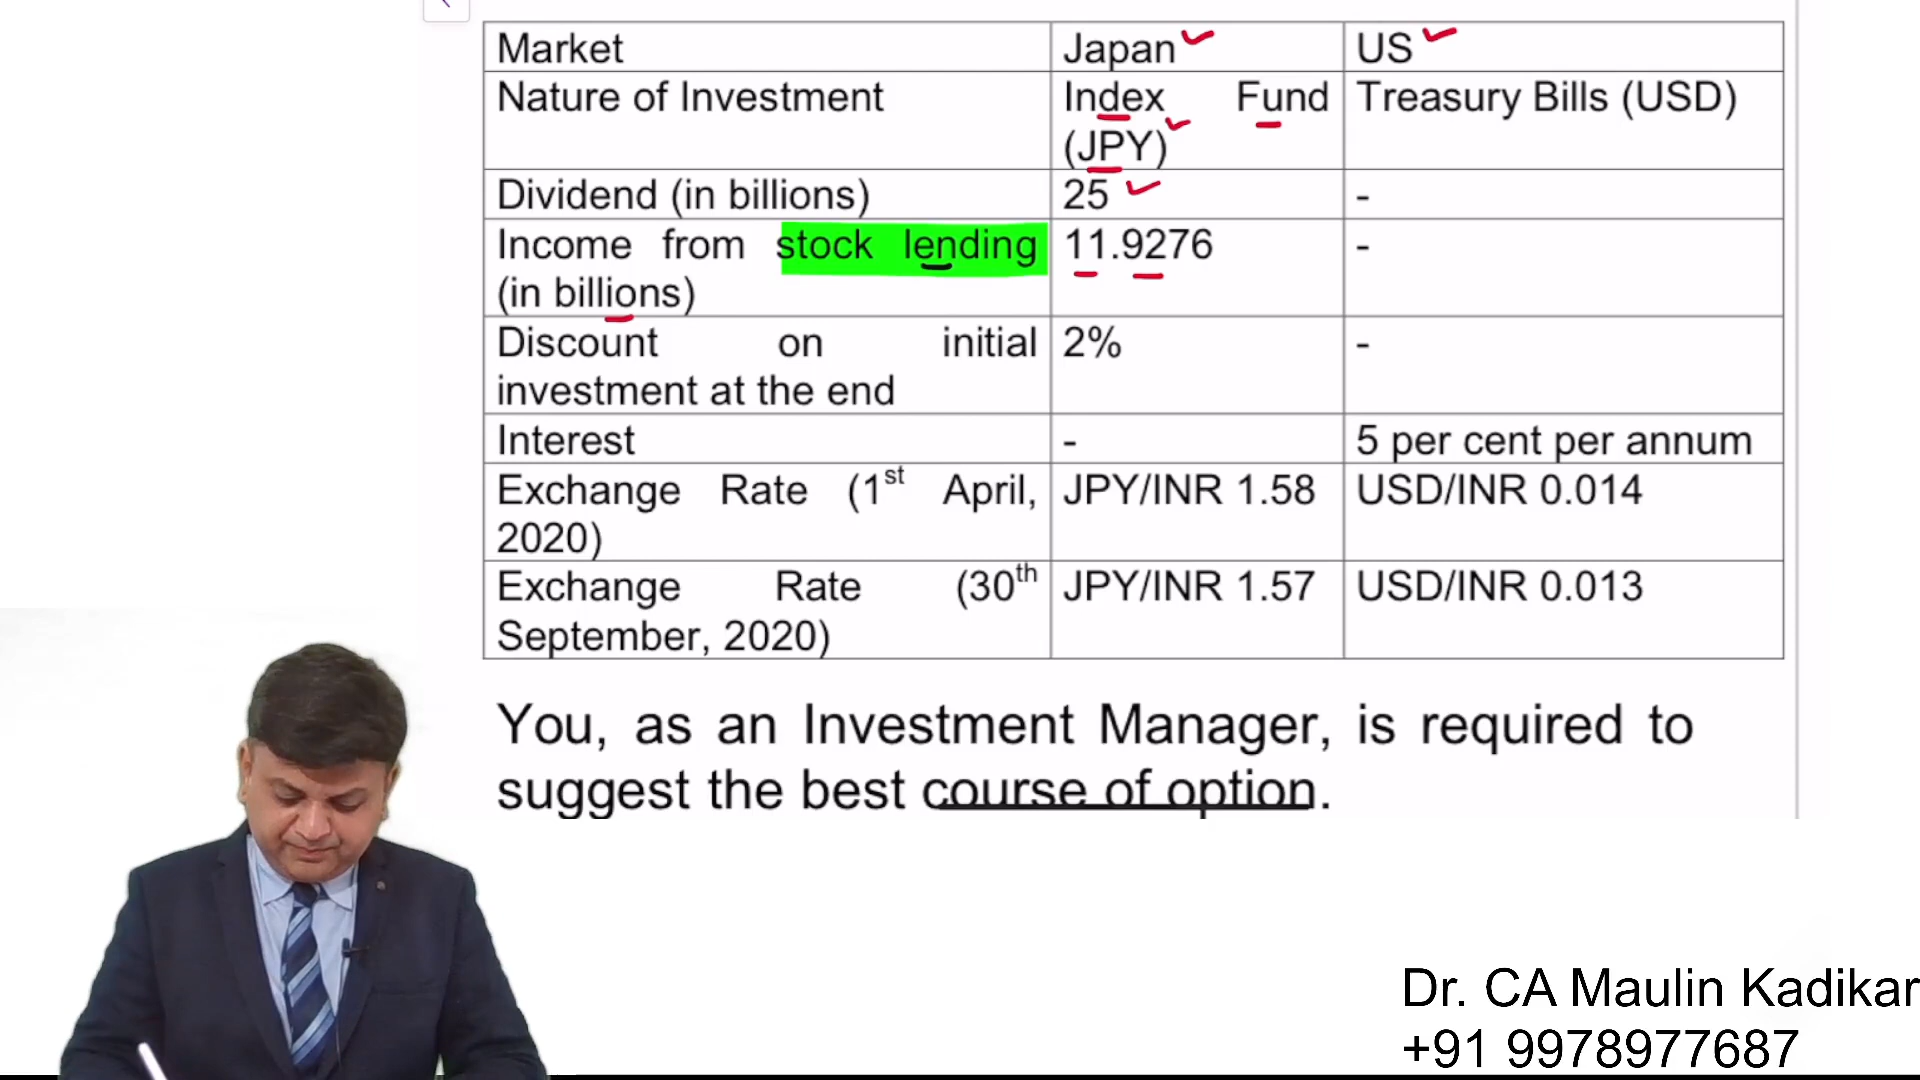 Market Japan US
Nature of Investment Index Fund Treasury Bills (USD)
(JPY)
Dividend (in billions) 25 -
Income from stock lending 11.9276 -
(in billions)
Discount on initial 2% -
investment at the end
Interest - 5 per cent per annum
Exchange Rate (1st April, JPY/INR 1.58 USD/INR 0.014
2020)
Exchange Rate (30th JPY/INR 1.57 USD/INR 0.013
September, 2020)
You, as an Investment Manager, is required to
suggest the best course of option.
Dr. CA Maulin Kadikar
+91 9978977687